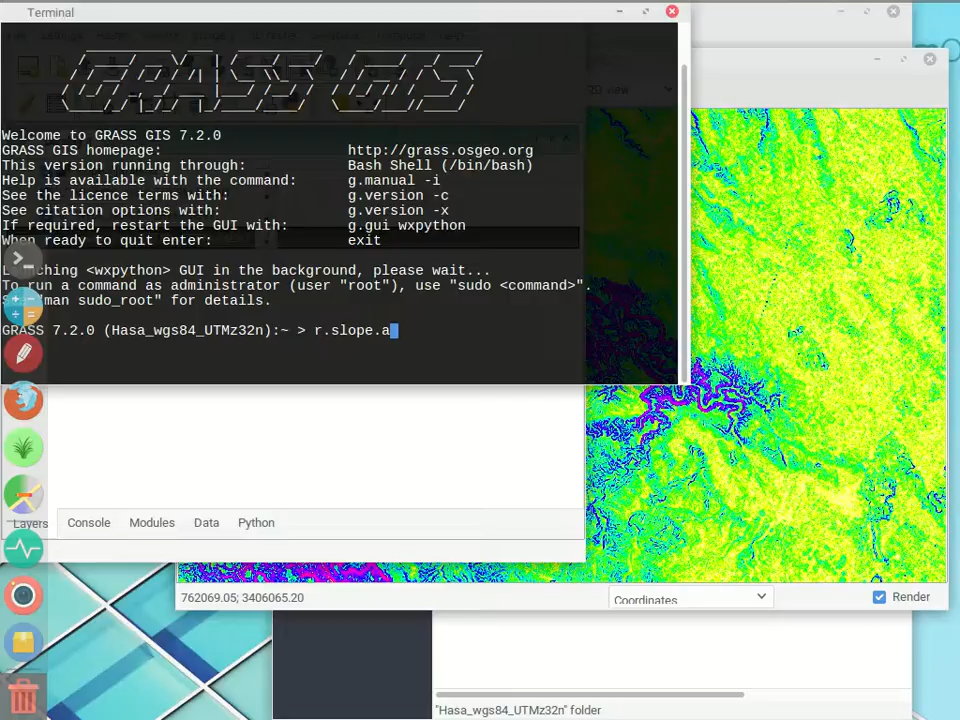 Terminal
Welcome to GRASS GIS 7.2.0
GRASS GIS homepage: http://grass.osgeo.org
This version running through: Bash Shell (/bin/bash)
Help is available with the command: g.manual -i
See the licence terms with: g.version -c
See citation options with: g.version -x
If required, restart the GUI with: g.gui wxpython
When ready to quit enter: exit
ching <wxpython> GUI in the background, please wait...
To run a command as administrator (user "root"), use "sudo <command>".
"man sudo_root" for details.
GRASS 7.2.0 (Hasa_wgs84_UTMz32n):~ > r.slope.a
2D view
Layers Console Modules Data Python
762069.05; 3406065.20
Coordinates
Render
"Hasa_wgs84_UTMz32n" folder